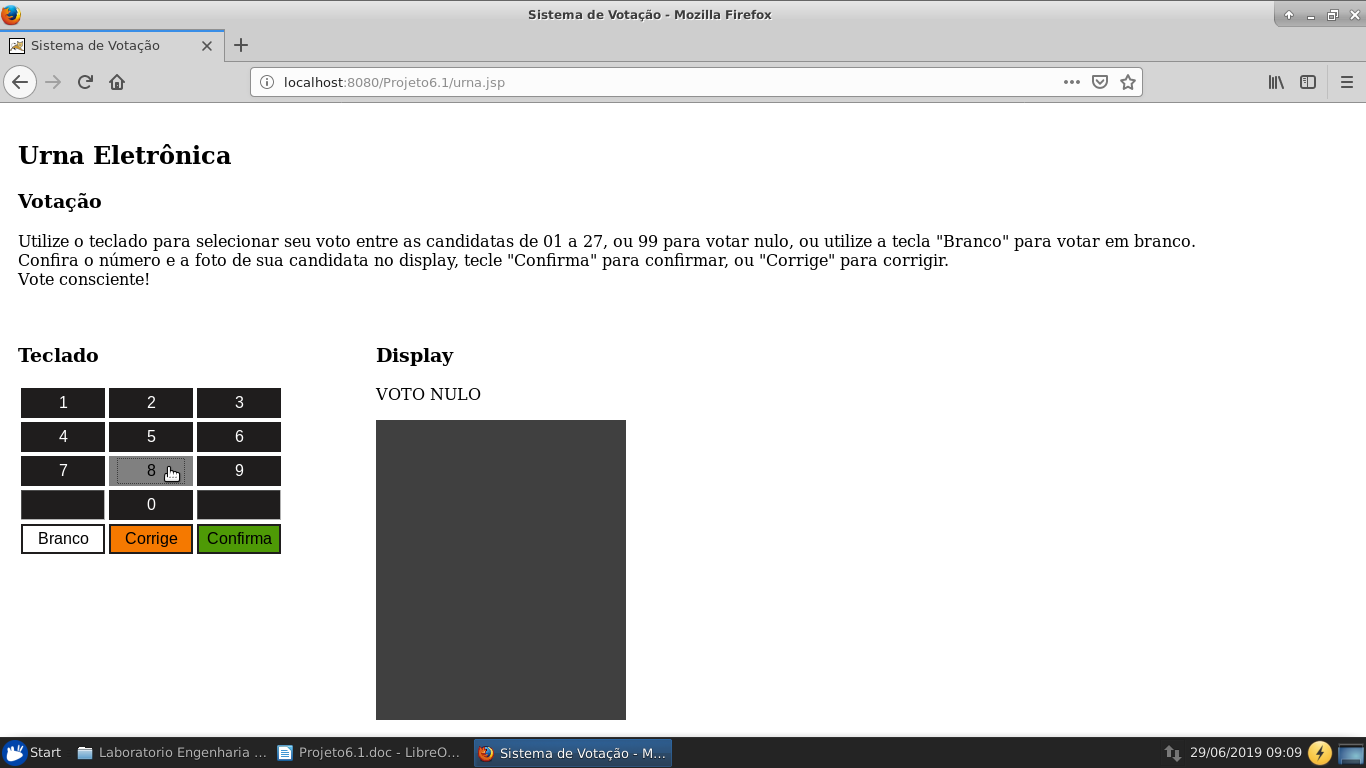 Sistema de Votação - Mozilla Firefox
Sistema de Votação
localhost:8080/Projeto6.1/urna.jsp
Urna Eletrônica
Votação
Utilize o teclado para selecionar seu voto entre as candidatas de 01 a 27, ou 99 para votar nulo, ou utilize a tecla "Branco" para votar em branco.
Confira o número e a foto de sua candidata no display, tecle "Confirma" para confirmar, ou "Corrige" para corrigir.
Vote consciente!
Teclado
1 2 3
4 5 6
7 8 9
0
Branco Corrige Confirma
Display
VOTO NULO
Start Laboratorio Engenharia ... Projeto6.1.doc - LibreO... Sistema de Votação - M... 29/06/2019 09:09